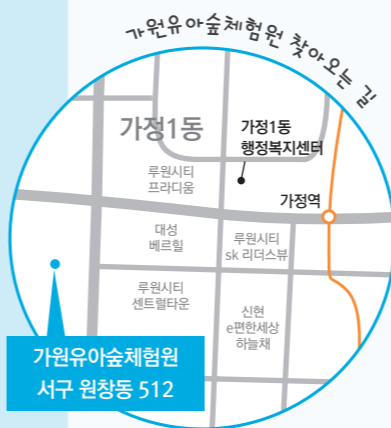 가원유아숲체험원 찾아오는 길
가정1동
가정1동
행정복지센터
루원시티
프라디움
가정역
대성
베르힐
루원시티
sk 리더스뷰
루원시티
센트럴타운
신현
e편한세상
하늘채
가원유아숲체험원
서구 원창동 512